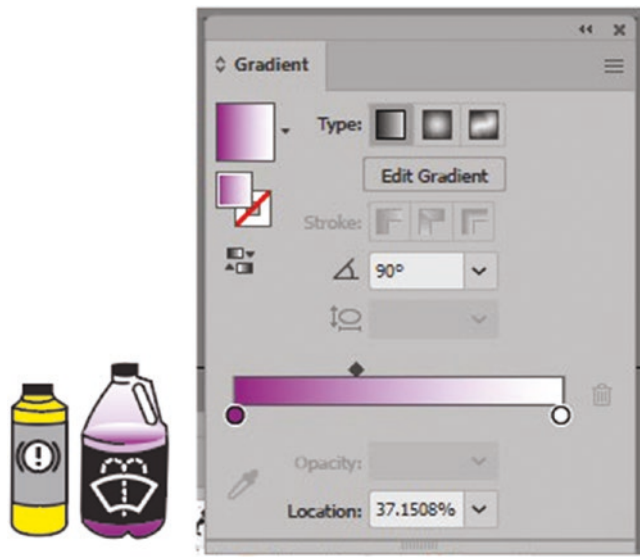 Gradient
Type:
Edit Gradient
Stroke:
90°
Opacity:
Location: 37.1508%
(!)